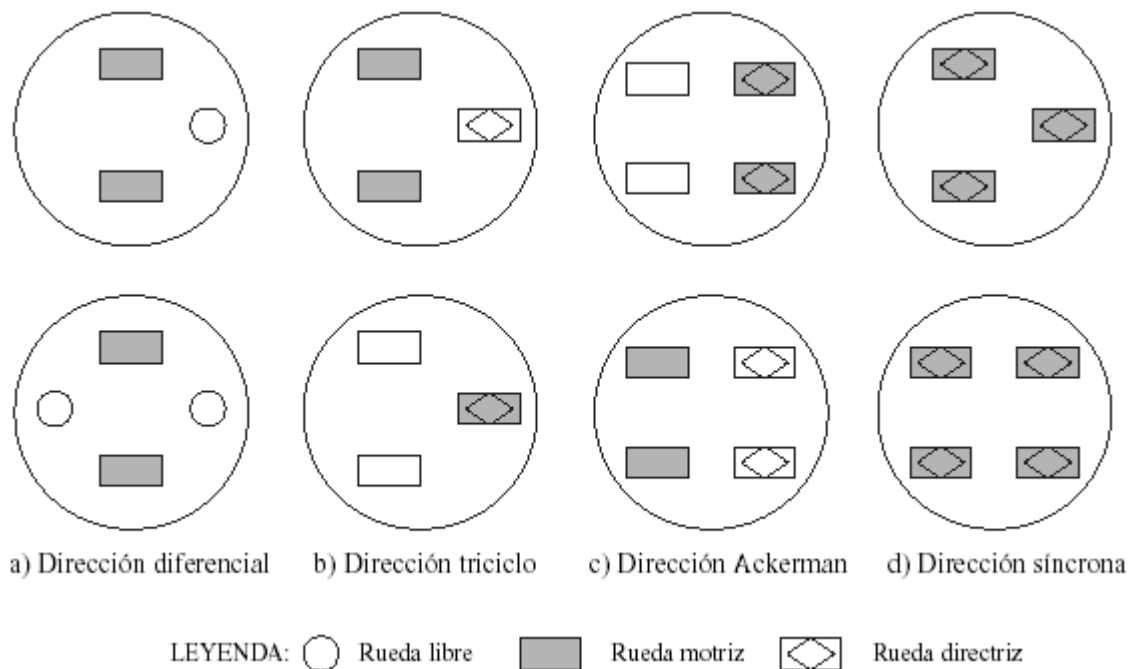 a) Dirección diferencial b) Dirección triciclo c) Dirección Ackerman d) Dirección síncrona
LEYENDA: Rueda libre Rueda motriz Rueda directriz